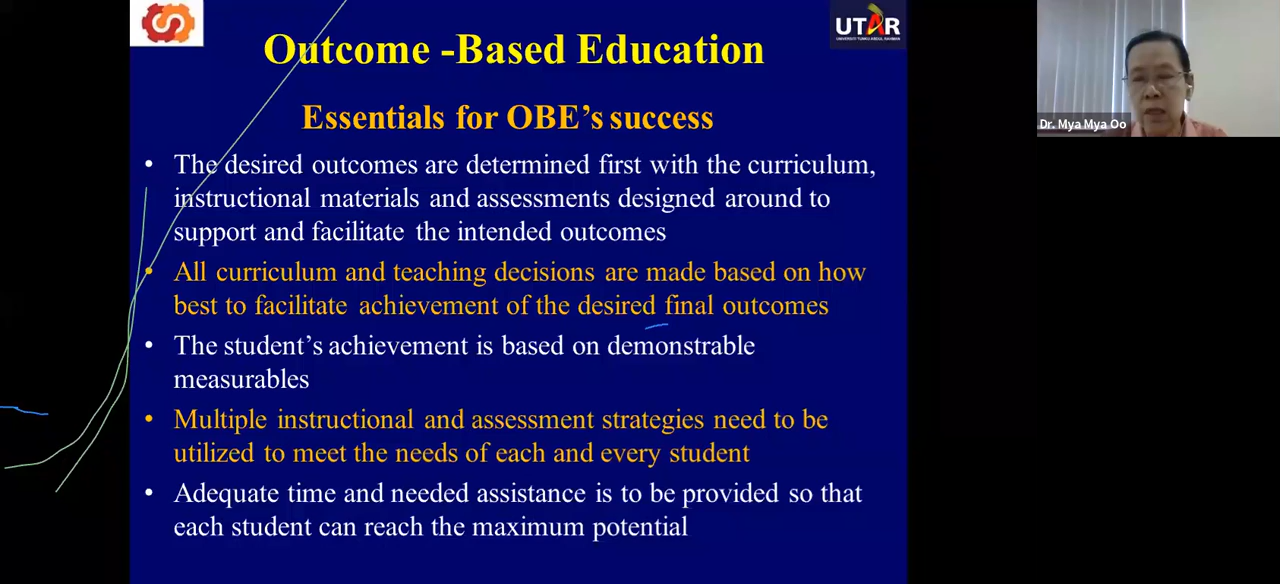 UTAR
UNIVERSITI TUNKU ABDUL RAHMAN
Outcome -Based Education
Essentials for OBE’s success
• The desired outcomes are determined first with the curriculum,
instructional materials and assessments designed around to
support and facilitate the intended outcomes
• All curriculum and teaching decisions are made based on how
best to facilitate achievement of the desired final outcomes
• The student’s achievement is based on demonstrable
measurables
• Multiple instructional and assessment strategies need to be
utilized to meet the needs of each and every student
• Adequate time and needed assistance is to be provided so that
each student can reach the maximum potential
Dr. Mya Mya Oo